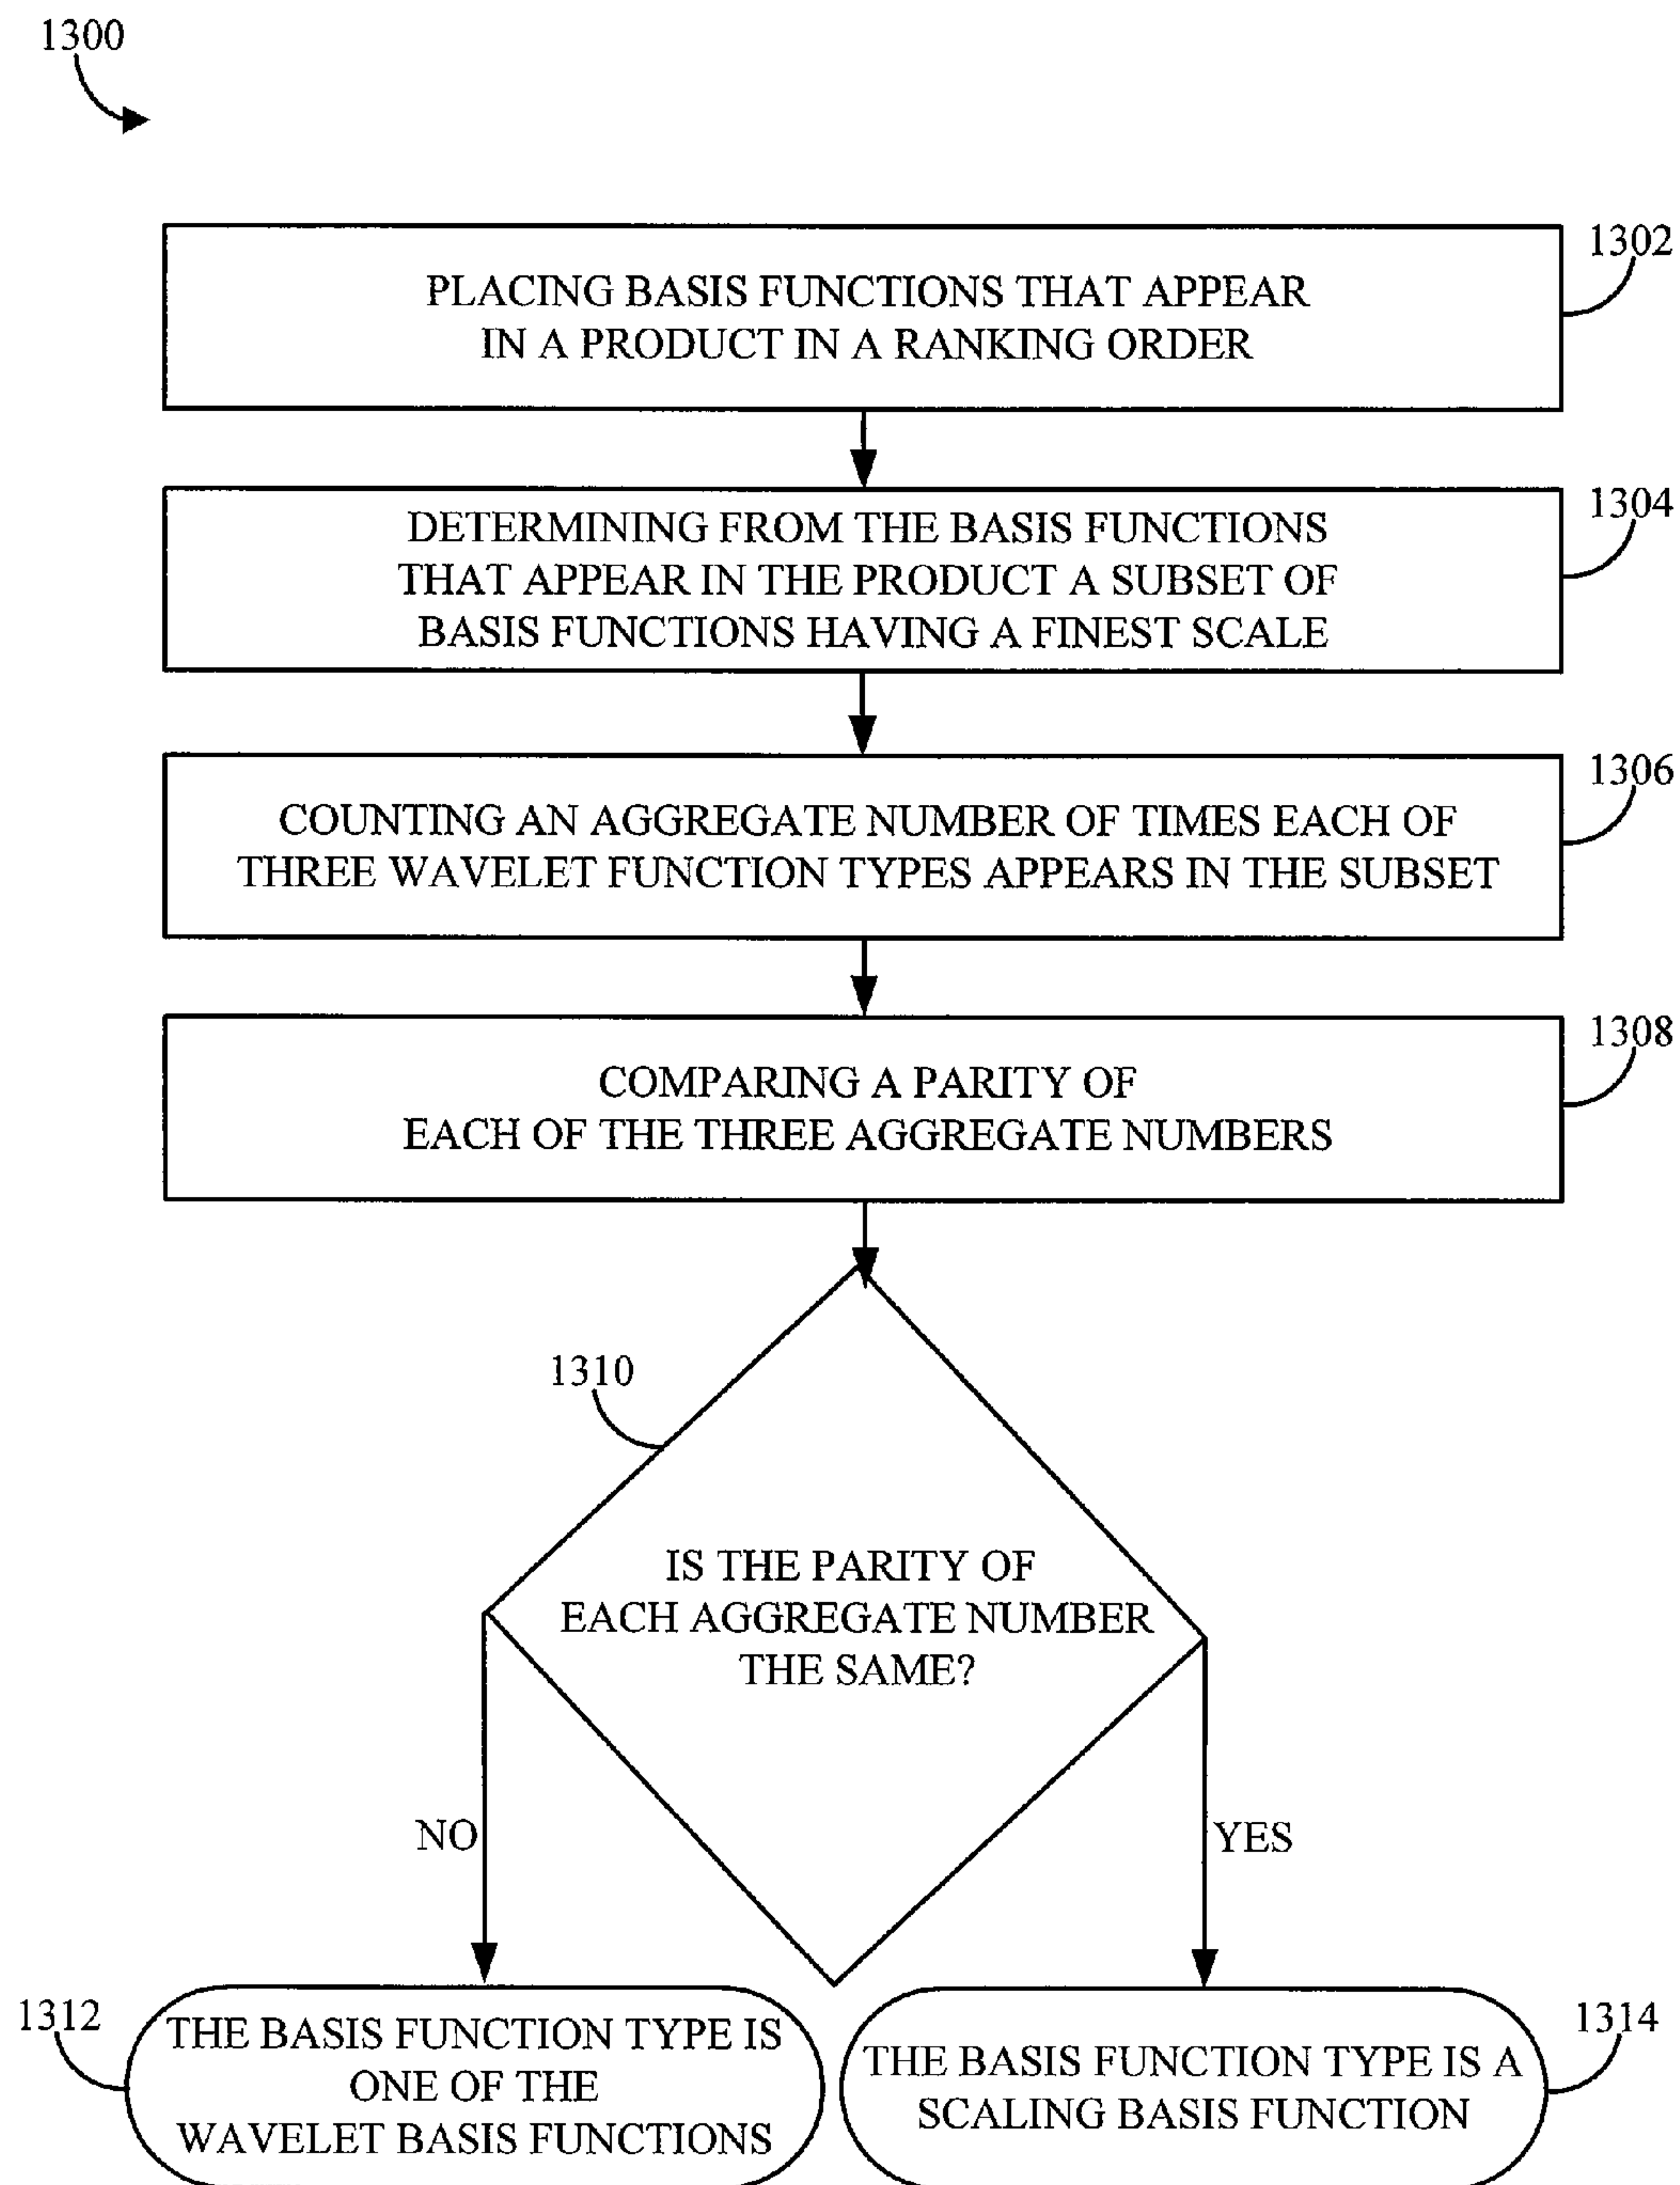 1300
1302
PLACING BASIS FUNCTIONS THAT APPEAR
IN A PRODUCT IN A RANKING ORDER
1304
DETERMINING FROM THE BASIS FUNCTIONS
THAT APPEAR IN THE PRODUCT A SUBSET OF
BASIS FUNCTIONS HAVING A FINEST SCALE
1306
COUNTING AN AGGREGATE NUMBER OF TIMES EACH OF
THREE WAVELET FUNCTION TYPES APPEARS IN THE SUBSET
1308
COMPARING A PARITY OF
EACH OF THE THREE AGGREGATE NUMBERS
1310
IS THE PARITY OF
EACH AGGREGATE NUMBER
THE SAME?
NO
YES
1312
THE BASIS FUNCTION TYPE IS
ONE OF THE
WAVELET BASIS FUNCTIONS
1314
THE BASIS FUNCTION TYPE IS A
SCALING BASIS FUNCTION